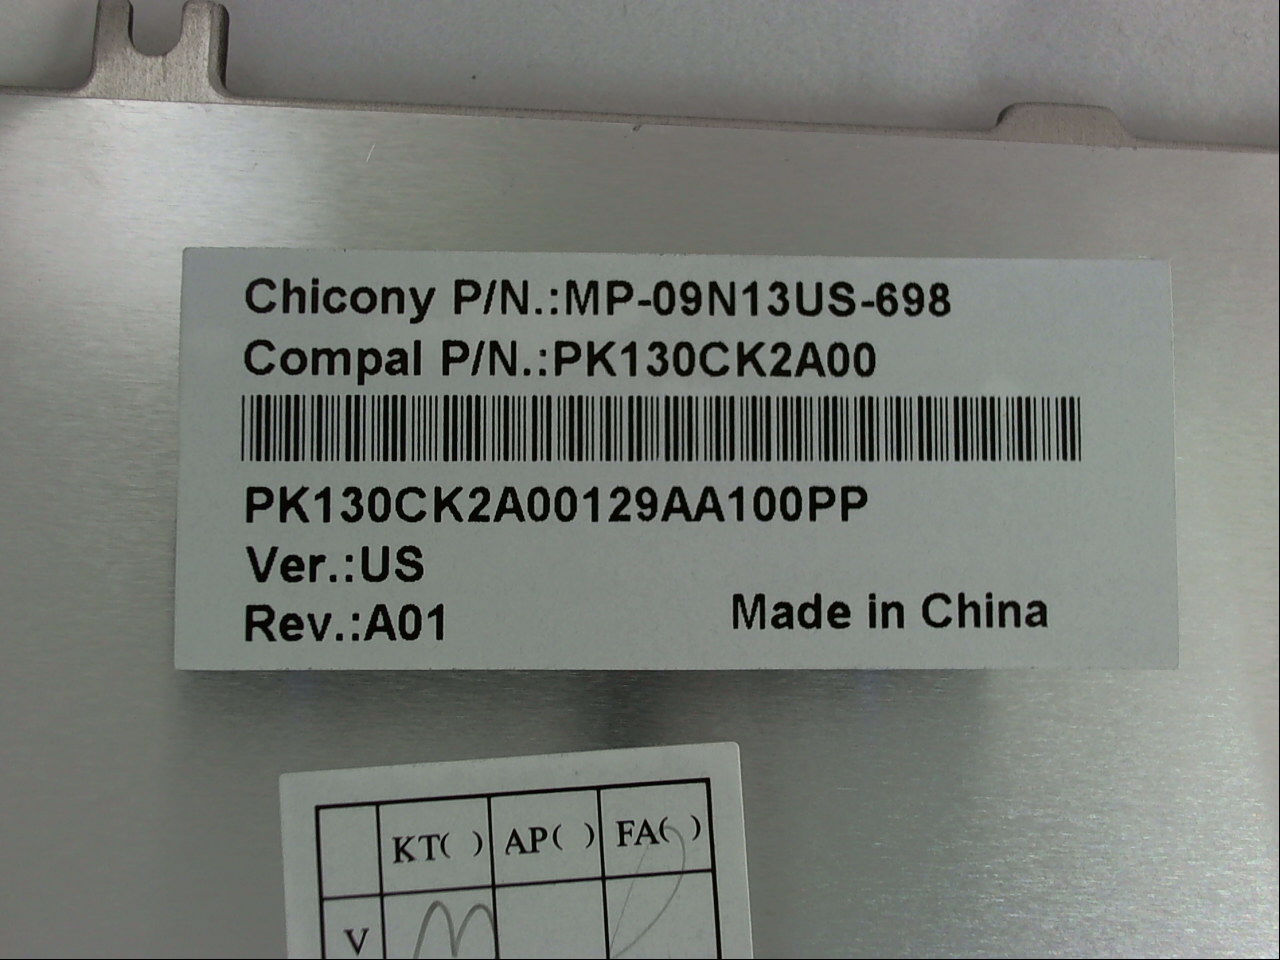 Chicony P/N.:MP-09N13US-698
Compal P/N.:PK130CK2A00
PK130CK2A00129AA100PP
Ver.:US
Rev.:A01
Made in China
KT( ) AP( ) FA( )
V